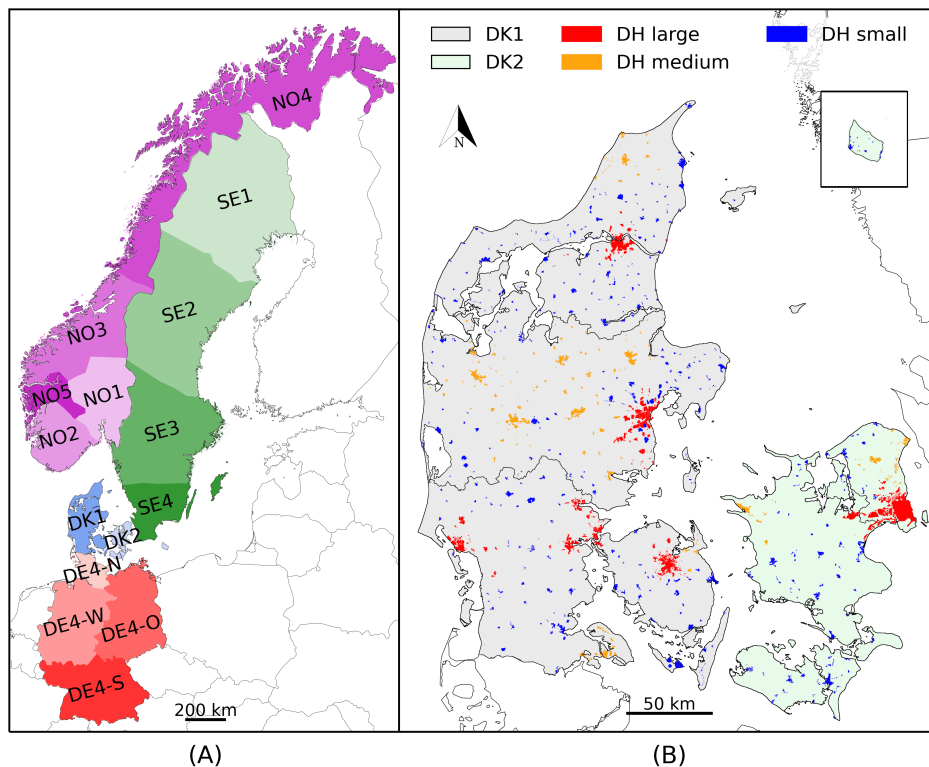 NO4
SE1
SE2
NO3
NO5
NO1
NO2
SE3
SE4
DK1
DK2
DE4-N
DE4-W
DE4-O
DE4-S
200 km
(A)
DK1
DH large
DH small
DK2
DH medium
N
50 km
(B)